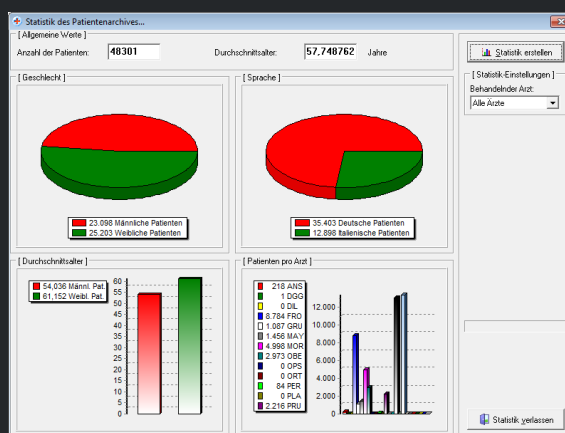 Statistik des Patientenarchives...
[ Allgemeine Werte ]
Anzahl der Patienten: 48301 Durchschnittsalter: 57,748762 Jahre
Statistik erstellen
[ Statistik-Einstellungen ]
Behandelnder Arzt:
Alle Ärzte
[ Geschlecht ]
23.098 Männliche Patienten
25.203 Weibliche Patienten
[ Sprache ]
35.403 Deutsche Patienten
12.898 Italienische Patienten
[ Durchschnittsalter ]
54,036 Männl. Pat.
61,152 Weibl. Pat.
60
55
50
45
40
35
30
25
20
15
10
5
0
[ Patienten pro Arzt ]
218 ANS
1 DGG
0 DIL
8.784 FRO
1.087 GRU
1.456 MAY
4.998 MOR
2.973 OBE
0 OPS
0 ORT
84 PER
0 PLA
2.216 PRU
12.000
10.000
8.000
6.000
4.000
2.000
0
Statistik verlassen